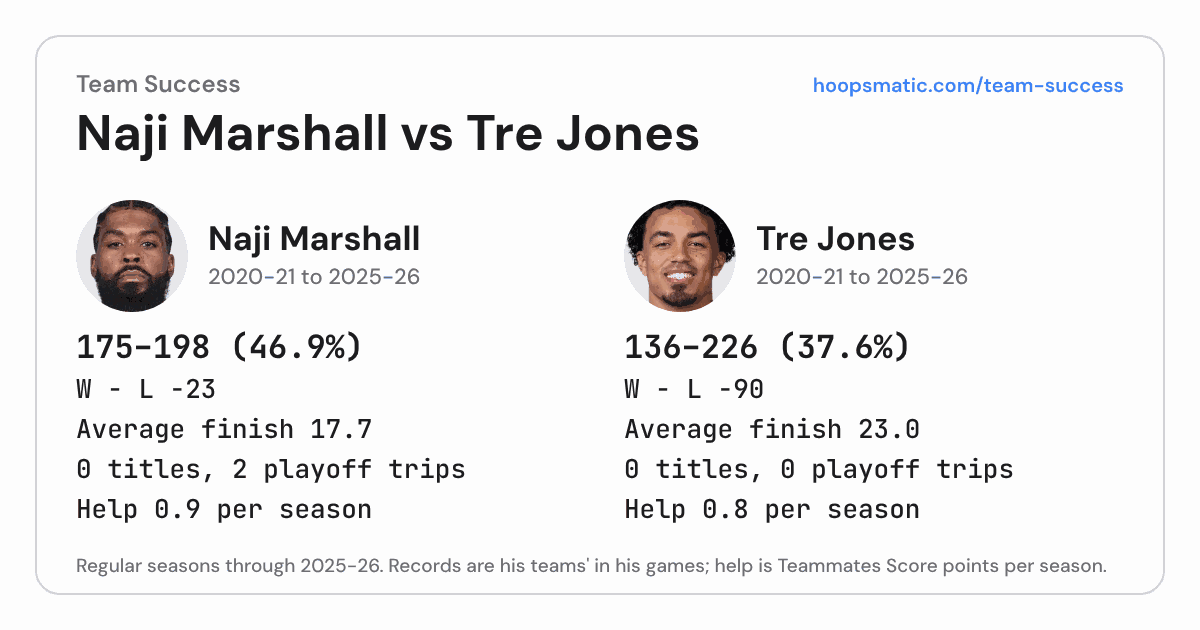 Team Success
hoopsmatic.com/team-success
Naji Marshall vs Tre Jones
Naji Marshall
2020-21 to 2025-26
175-198 (46.9%)
W - L -23
Average finish 17.7
0 titles, 2 playoff trips
Help 0.9 per season
Tre Jones
2020-21 to 2025-26
136-226 (37.6%)
W - L -90
Average finish 23.0
0 titles, 0 playoff trips
Help 0.8 per season
Regular seasons through 2025-26. Records are his teams' in his games; help is Teammates Score points per season.